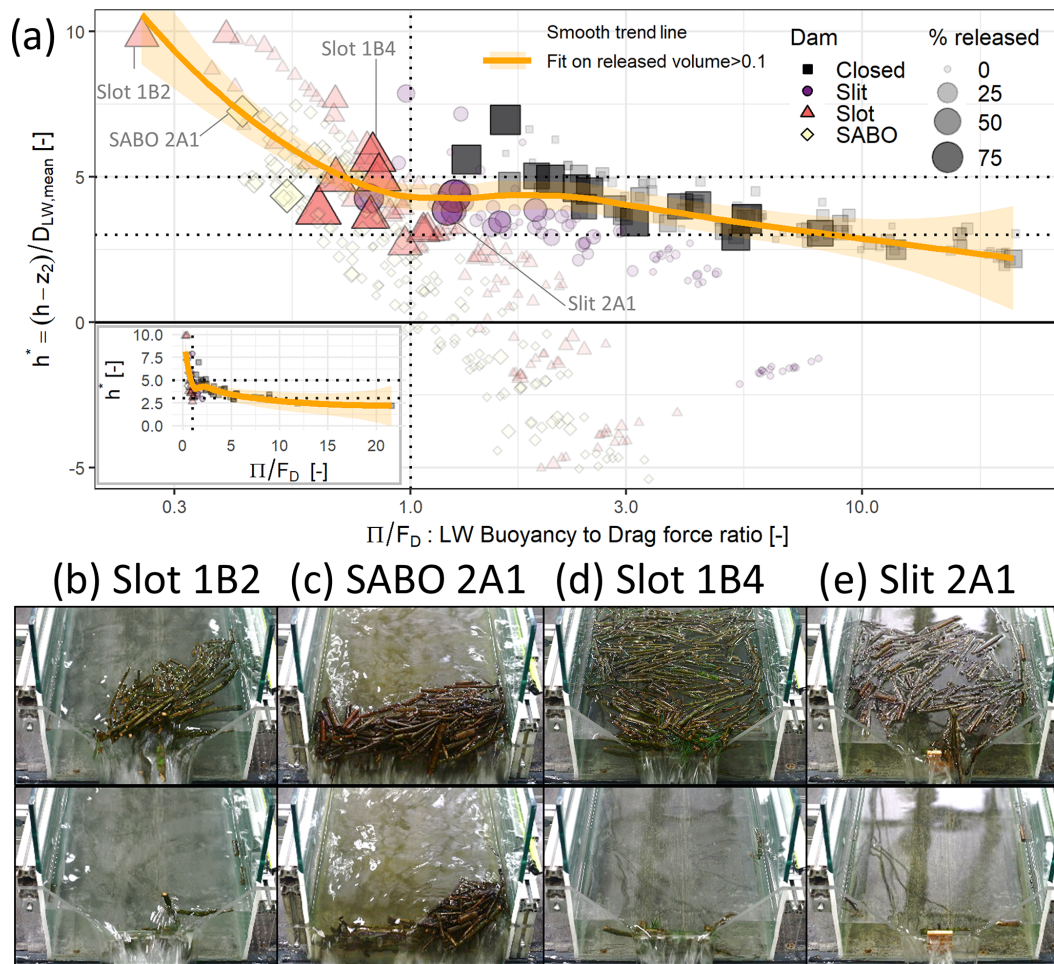 (a)
Smooth trend line
Fit on released volume>0.1
Dam
Closed
Slit
Slot
SABO
% released
0
25
50
75
Slot 1B4
Slot 1B2
SABO 2A1
Slit 2A1
10
5
0
-5
h* = (h − z₂)/D_LW,mean [-]
0.3
1.0
3.0
10.0
Π/F_D : LW Buoyancy to Drag force ratio [-]
10.0
7.5
5.0
2.5
0.0
h* [-]
0
5
10
15
20
Π/F_D [-]
(b) Slot 1B2
(c) SABO 2A1
(d) Slot 1B4
(e) Slit 2A1